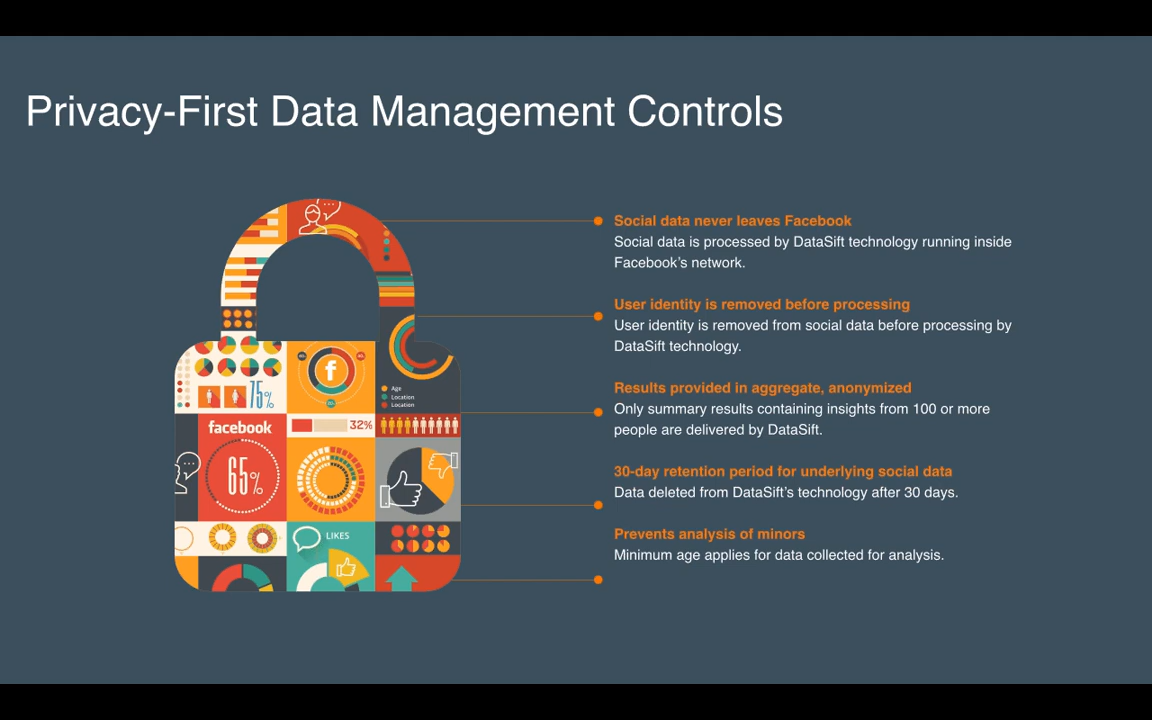 Privacy-First Data Management Controls
Social data never leaves Facebook
Social data is processed by DataSift technology running inside
Facebook's network.
User identity is removed before processing
User identity is removed from social data before processing by
DataSift technology.
Results provided in aggregate, anonymized
Only summary results containing insights from 100 or more
people are delivered by DataSift.
30-day retention period for underlying social data
Data deleted from DataSift's technology after 30 days.
Prevents analysis of minors
Minimum age applies for data collected for analysis.
75%
f
Age
Location
Location
facebook
32%
65%
LIKES